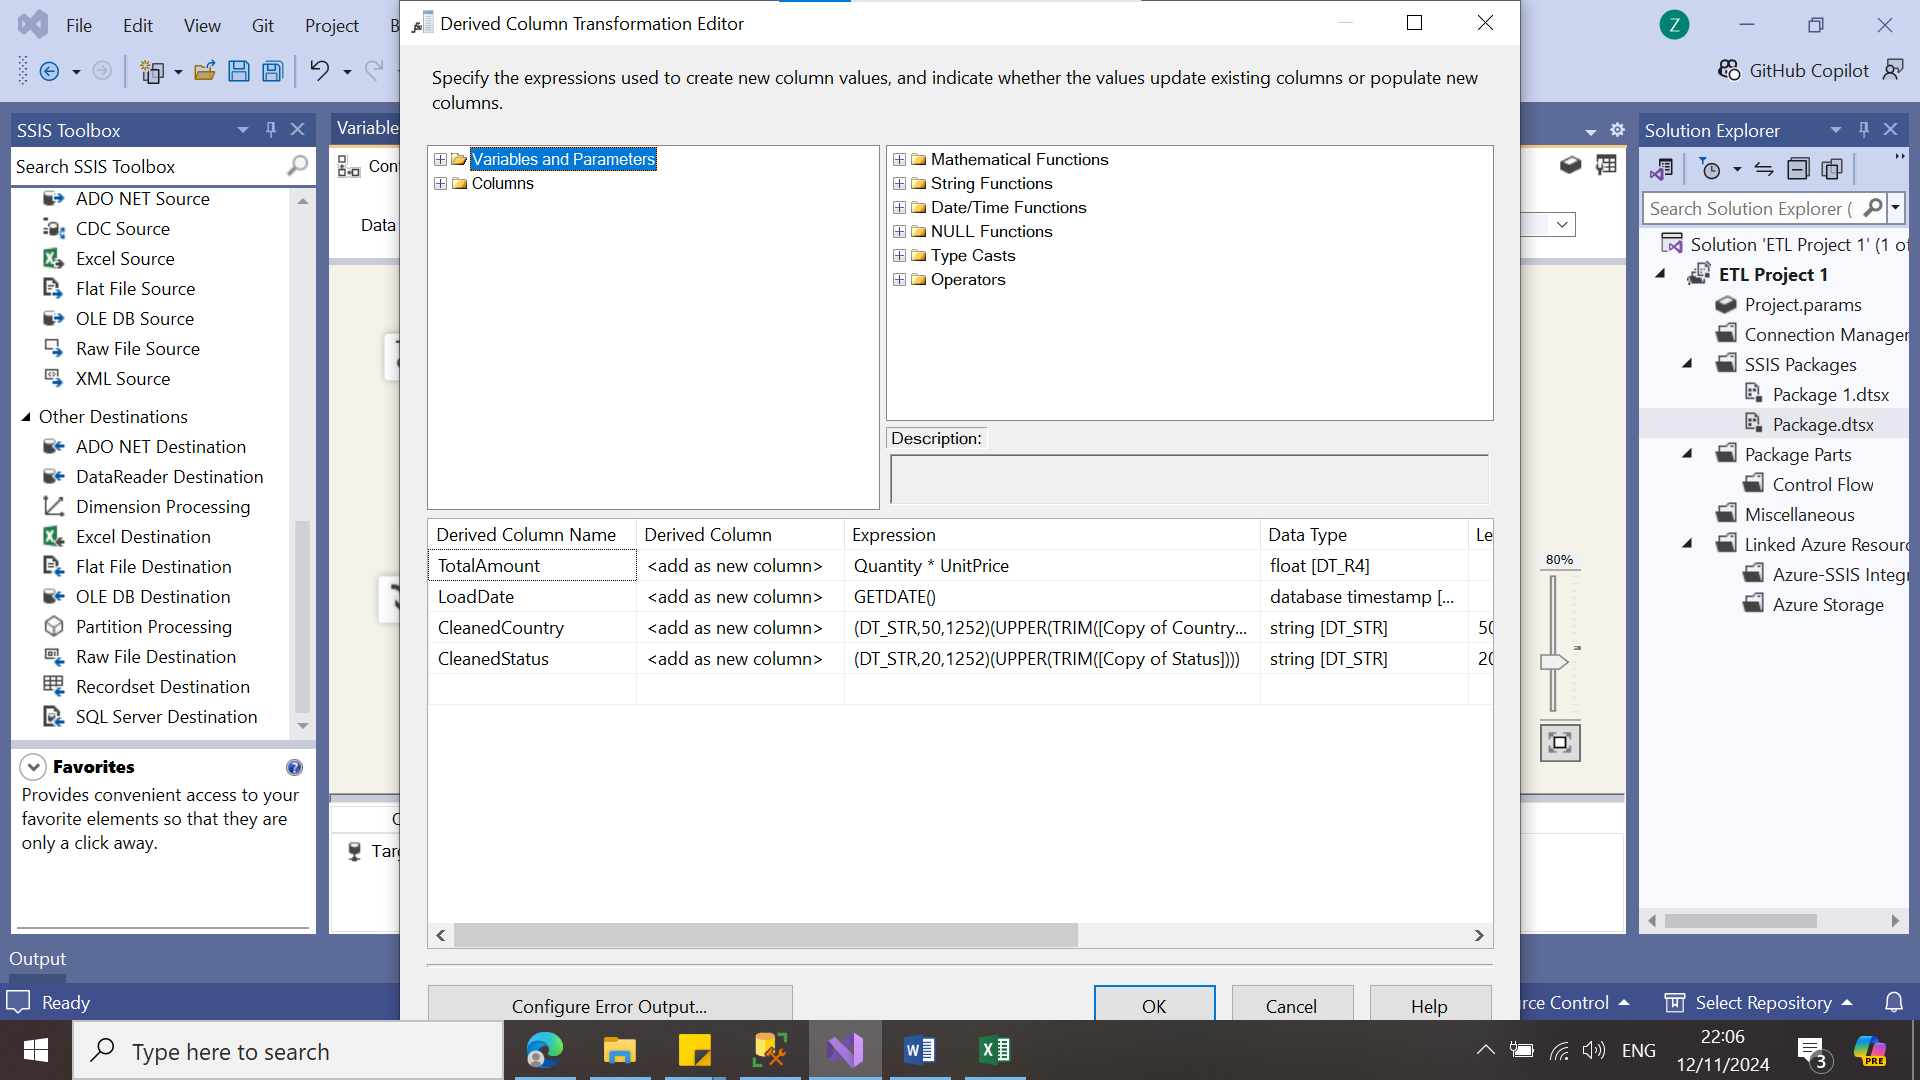 File Edit View Git Project
Derived Column Transformation Editor
Z
GitHub Copilot
Specify the expressions used to create new column values, and indicate whether the values update existing columns or populate new
columns.
SSIS Toolbox
Search SSIS Toolbox
ADO NET Source
CDC Source
Excel Source
Flat File Source
OLE DB Source
Raw File Source
XML Source
Other Destinations
ADO NET Destination
DataReader Destination
Dimension Processing
Excel Destination
Flat File Destination
OLE DB Destination
Partition Processing
Raw File Destination
Recordset Destination
SQL Server Destination
Favorites
Provides convenient access to your
favorite elements so that they are
only a click away.
Variable
Con
Data
Variables and Parameters
Columns
Mathematical Functions
String Functions
Date/Time Functions
NULL Functions
Type Casts
Operators
Description:
Derived Column Name Derived Column Expression Data Type Le
TotalAmount <add as new column> Quantity * UnitPrice float [DT_R4]
LoadDate <add as new column> GETDATE() database timestamp [...
CleanedCountry <add as new column> (DT_STR,50,1252)(UPPER(TRIM([Copy of Country... string [DT_STR] 50
CleanedStatus <add as new column> (DT_STR,20,1252)(UPPER(TRIM([Copy of Status]))) string [DT_STR] 20
Configure Error Output... OK Cancel Help
80%
Solution Explorer
Search Solution Explorer (
Solution 'ETL Project 1' (1 of
ETL Project 1
Project.params
Connection Manager
SSIS Packages
Package 1.dtsx
Package.dtsx
Package Parts
Control Flow
Miscellaneous
Linked Azure Resourc
Azure-SSIS Integr
Azure Storage
Tar
Output
Ready
rce Control Select Repository
Type here to search
ENG
22:06
12/11/2024
3
PRE